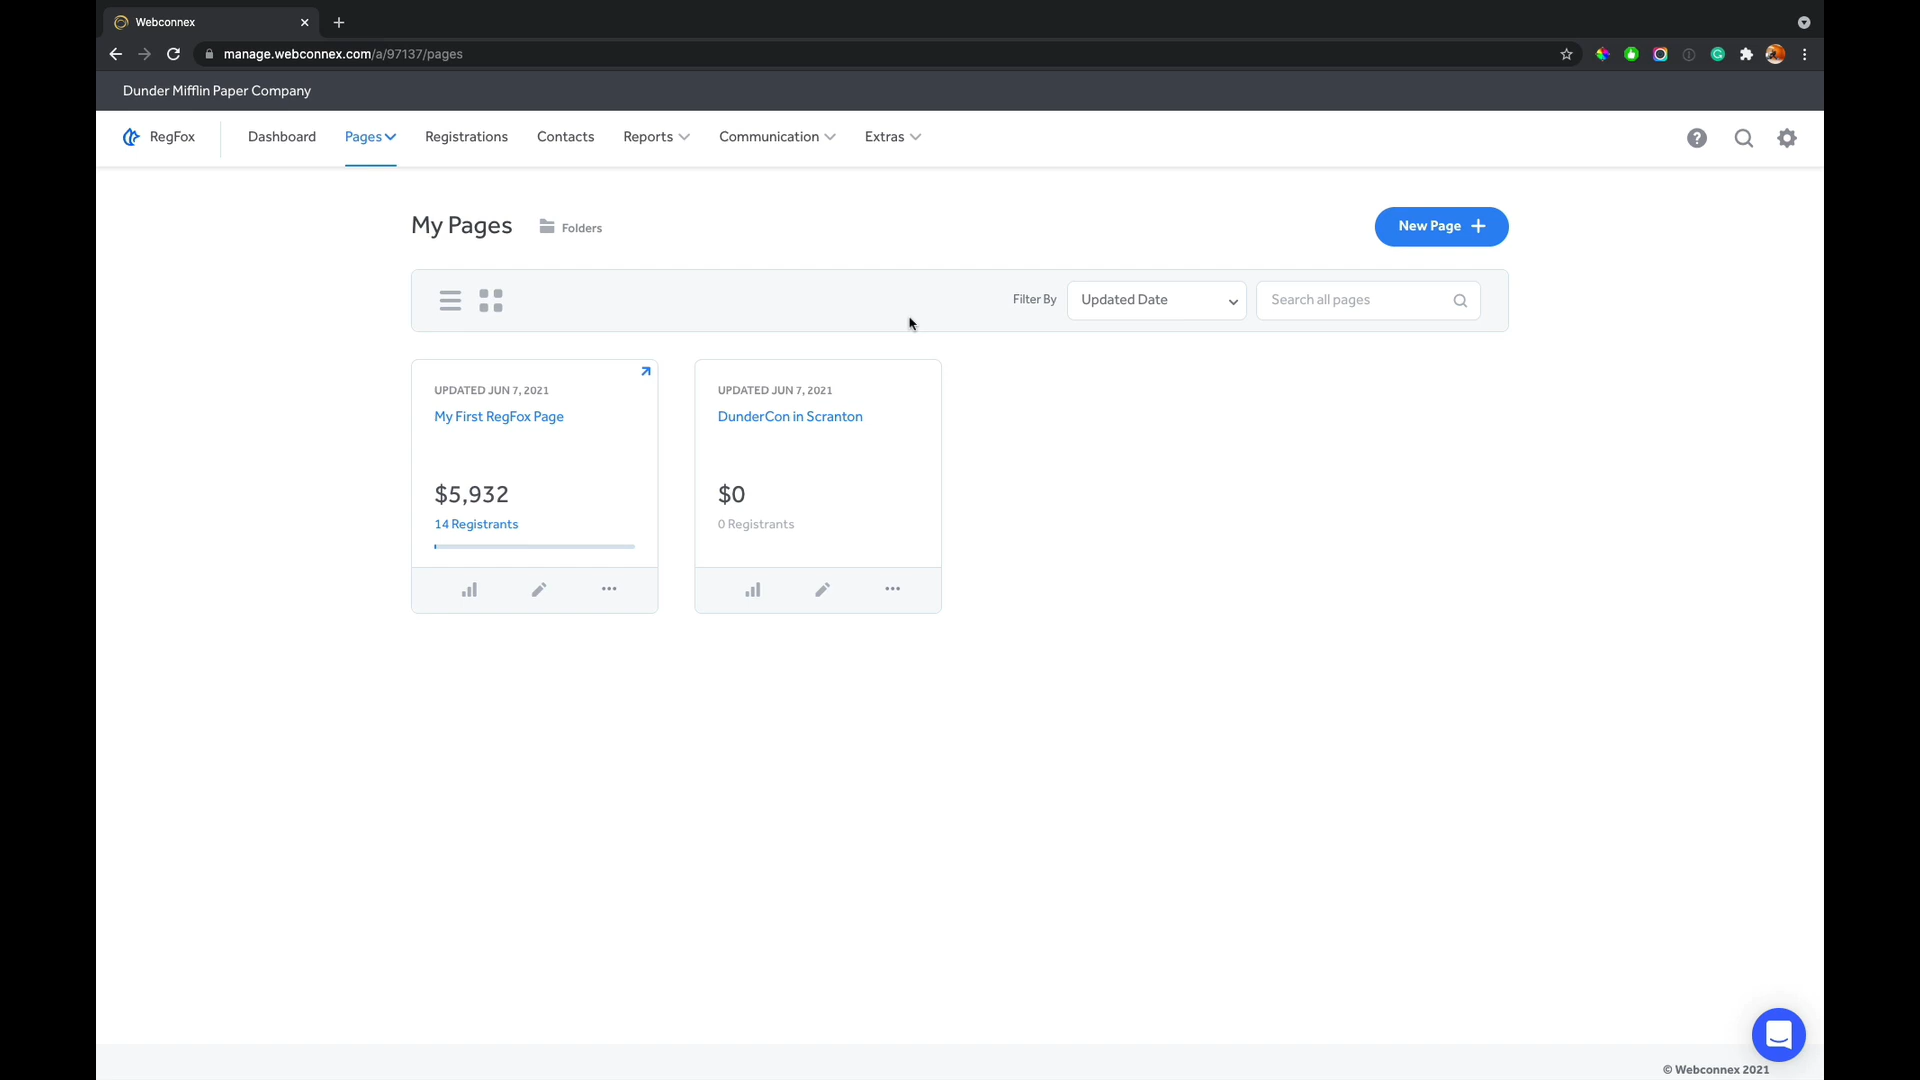 Webconnex
manage.webconnex.com/a/97137/pages
Dunder Mifflin Paper Company
RegFox Dashboard Pages Registrations Contacts Reports Communication Extras
My Pages Folders New Page +
Filter By Updated Date Search all pages
UPDATED JUN 7, 2021
My First RegFox Page
$5,932
14 Registrants
UPDATED JUN 7, 2021
DunderCon in Scranton
$0
0 Registrants
© Webconnex 2021